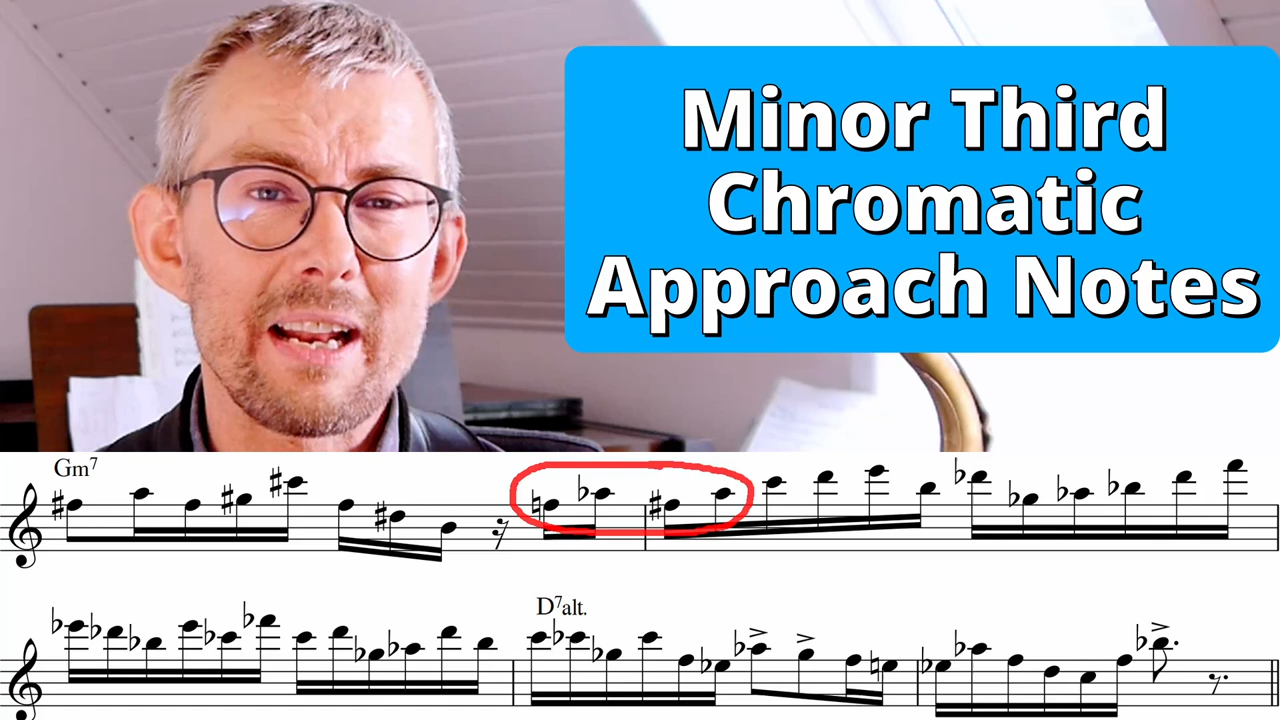 Minor Third
Chromatic
Approach Notes
Gm7
D7alt.